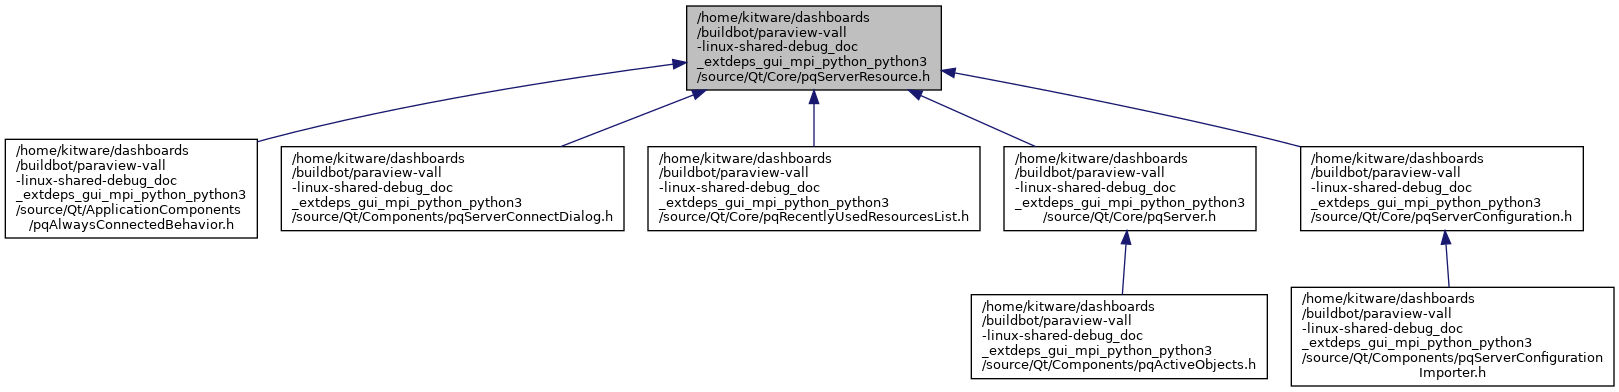 /home/kitware/dashboards
/buildbot/paraview-vall
-linux-shared-debug_doc
_extdeps_gui_mpi_python_python3
/source/Qt/Core/pqServerResource.h
/home/kitware/dashboards
/buildbot/paraview-vall
-linux-shared-debug_doc
_extdeps_gui_mpi_python_python3
/source/Qt/ApplicationComponents
/pqAlwaysConnectedBehavior.h
/home/kitware/dashboards
/buildbot/paraview-vall
-linux-shared-debug_doc
_extdeps_gui_mpi_python_python3
/source/Qt/Components/pqServerConnectDialog.h
/home/kitware/dashboards
/buildbot/paraview-vall
-linux-shared-debug_doc
_extdeps_gui_mpi_python_python3
/source/Qt/Core/pqRecentlyUsedResourcesList.h
/home/kitware/dashboards
/buildbot/paraview-vall
-linux-shared-debug_doc
_extdeps_gui_mpi_python_python3
/source/Qt/Core/pqServer.h
/home/kitware/dashboards
/buildbot/paraview-vall
-linux-shared-debug_doc
_extdeps_gui_mpi_python_python3
/source/Qt/Core/pqServerConfiguration.h
/home/kitware/dashboards
/buildbot/paraview-vall
-linux-shared-debug_doc
_extdeps_gui_mpi_python_python3
/source/Qt/Components/pqActiveObjects.h
/home/kitware/dashboards
/buildbot/paraview-vall
-linux-shared-debug_doc
_extdeps_gui_mpi_python_python3
/source/Qt/Components/pqServerConfiguration
Importer.h